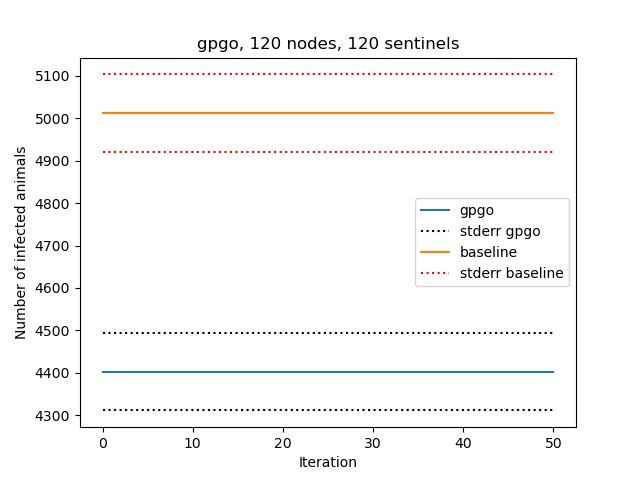 gpgo, 120 nodes, 120 sentinels
5100
5000
4900
4800
4700
4600
4500
4400
4300
Number of infected animals
gpgo
stderr gpgo
baseline
stderr baseline
0 10 20 30 40 50
Iteration